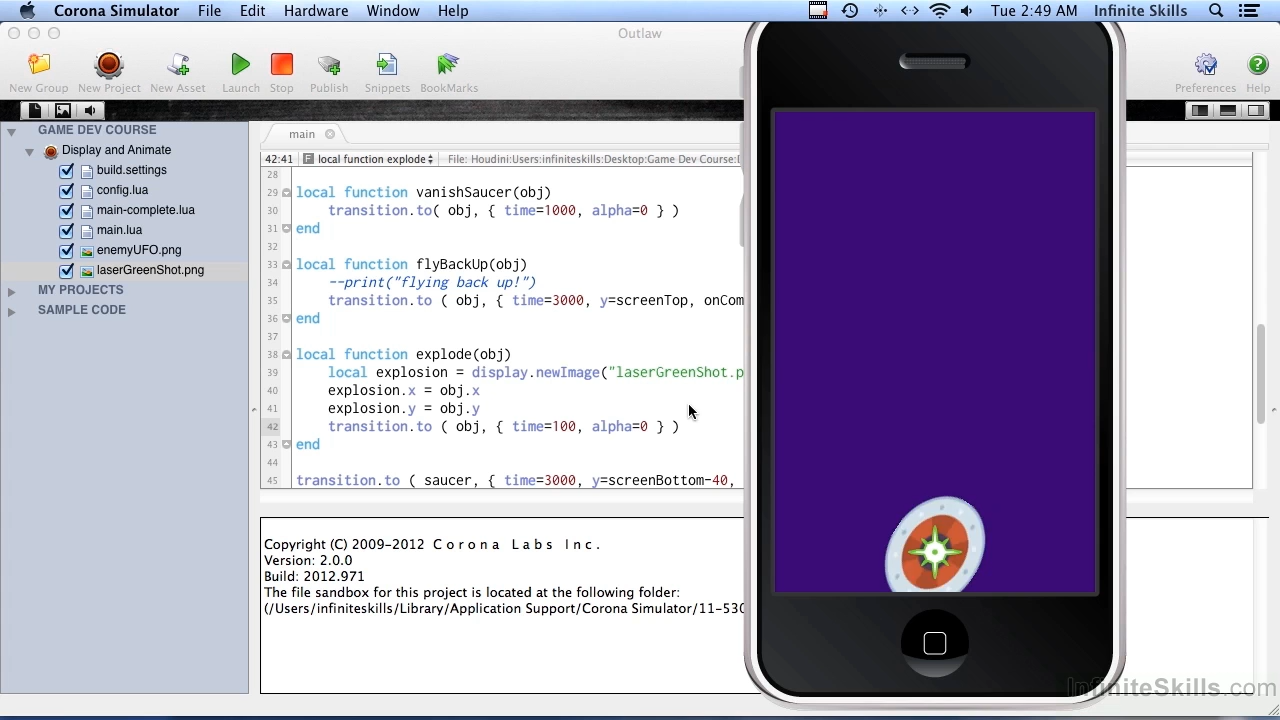 Corona Simulator File Edit Hardware Window Help Tue 2:49 AM Infinite Skills
Outlaw
New Group New Project New Asset Launch Stop Publish Snippets BookMarks Preferences Help
GAME DEV COURSE
Display and Animate
build.settings
config.lua
main-complete.lua
main.lua
enemyUFO.png
laserGreenShot.png
MY PROJECTS
SAMPLE CODE
main
42:41 F local function explode File: Houdini:Users:infiniteskills:Desktop:Game Dev Course:D
28
29 local function vanishSaucer(obj)
30 transition.to( obj, { time=1000, alpha=0 } )
31 end
32
33 local function flyBackUp(obj)
34 --print("flying back up!")
35 transition.to ( obj, { time=3000, y=screenTop, onCom
36 end
37
38 local function explode(obj)
39 local explosion = display.newImage("laserGreenShot.p
40 explosion.x = obj.x
41 explosion.y = obj.y
42 transition.to ( obj, { time=100, alpha=0 } )
43 end
44
45 transition.to ( saucer, { time=3000, y=screenBottom-40,
Copyright (C) 2009-2012 Corona Labs Inc.
Version: 2.0.0
Build: 2012.971
The file sandbox for this project is located at the following folder:
(/Users/infiniteskills/Library/Application Support/Corona Simulator/11-530
InfiniteSkills.com